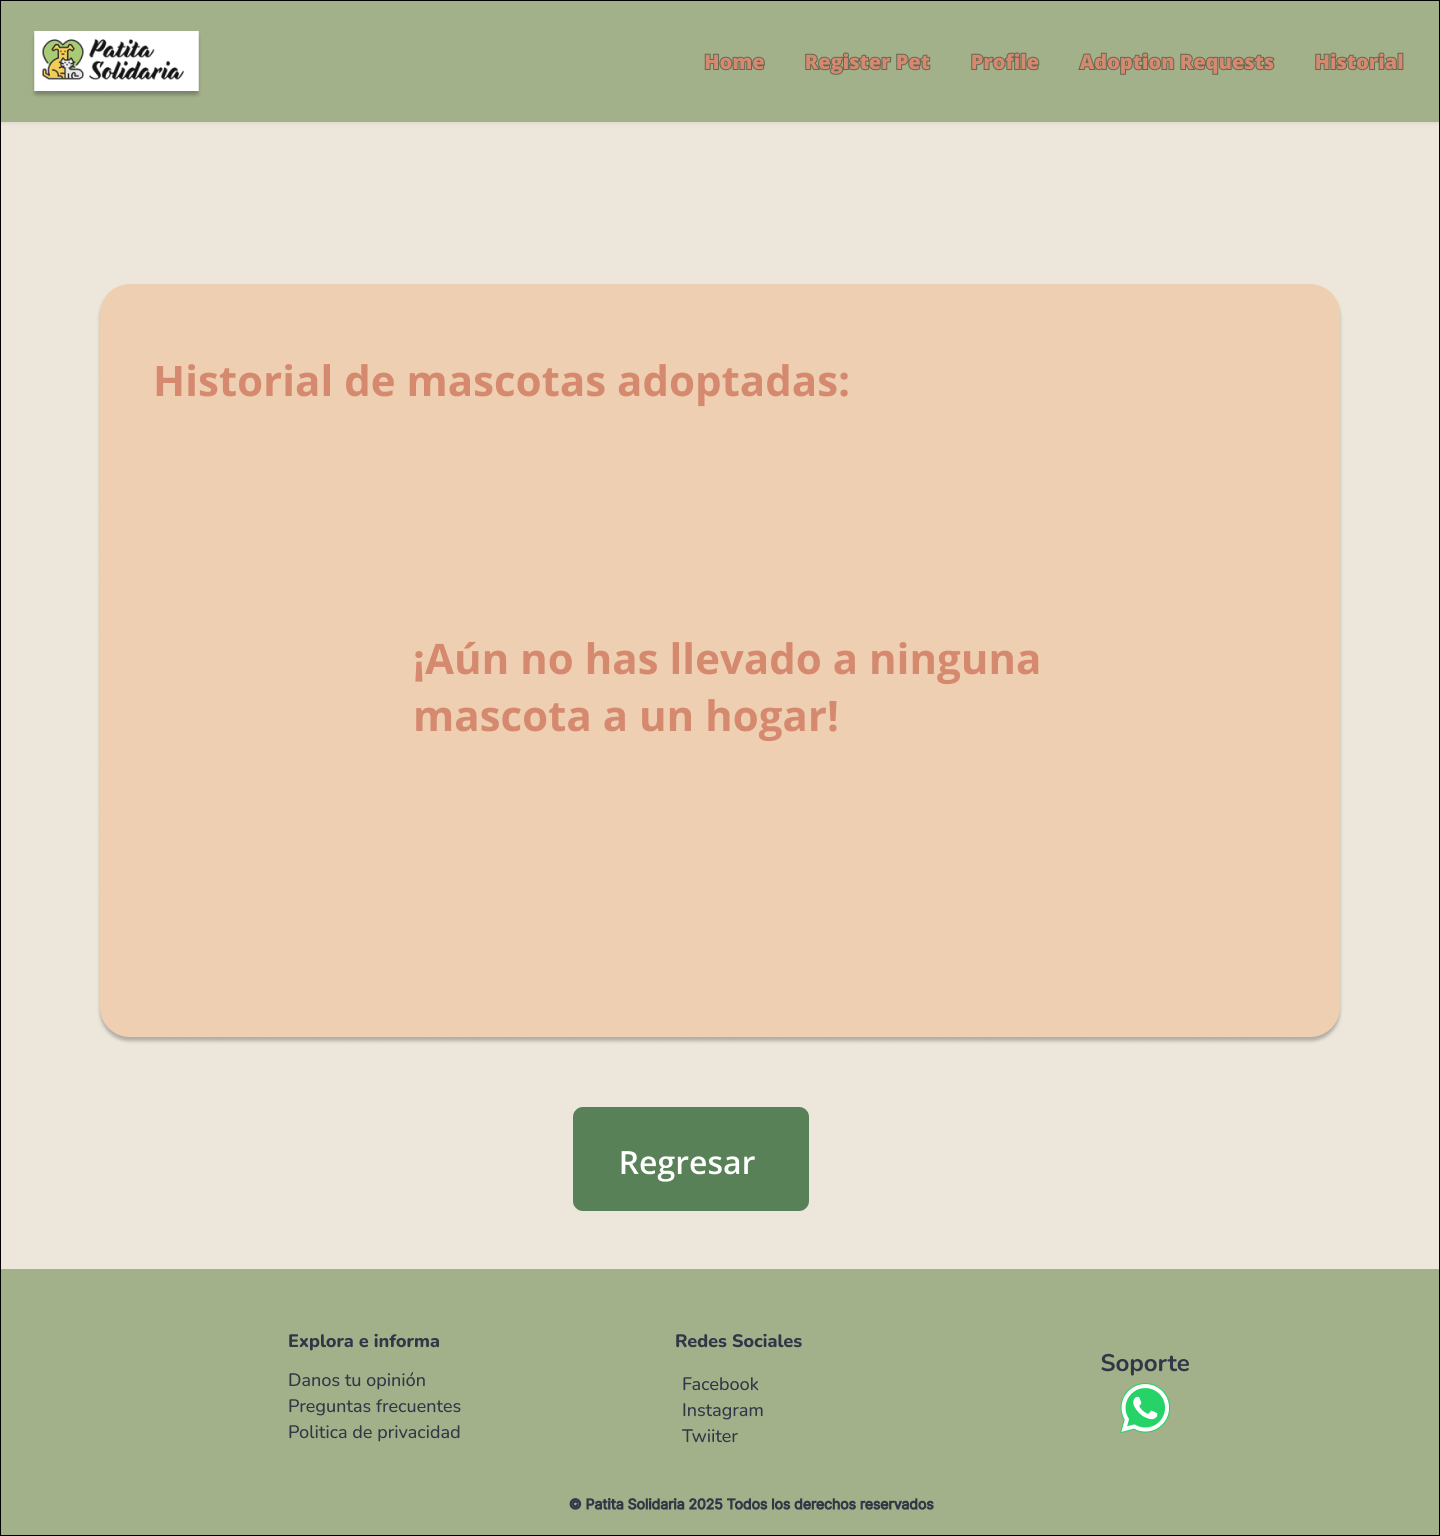 Patita
Solidaria
Home Register Pet Profile Adoption Requests Historial
Historial de mascotas adoptadas:
¡Aún no has llevado a ninguna
mascota a un hogar!
Regresar
Explora e informa
Danos tu opinión
Preguntas frecuentes
Politica de privacidad
Redes Sociales
Facebook
Instagram
Twiiter
Soporte
© Patita Solidaria 2025 Todos los derechos reservados